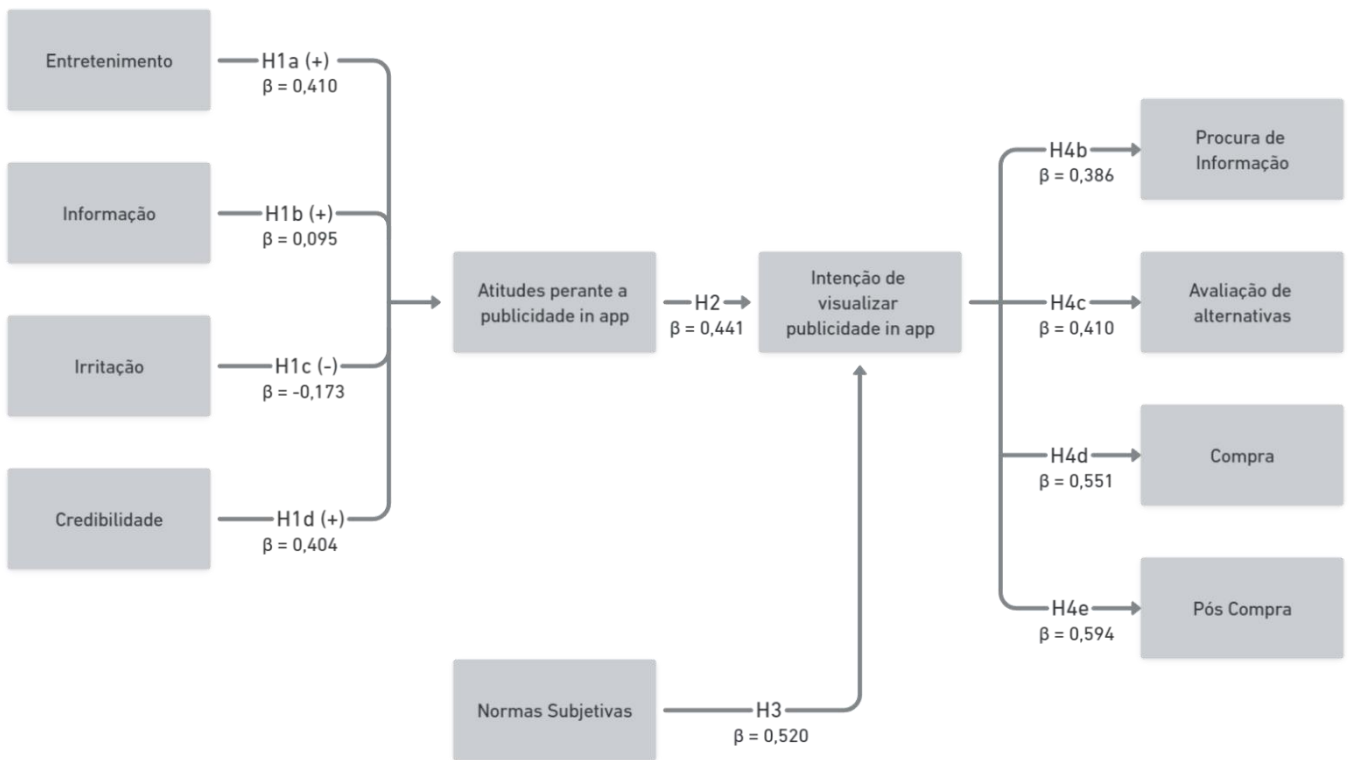 Entretenimento
H1a (+)
β = 0,410
Informação
H1b (+)
β = 0,095
Irritação
H1c (-)
β = -0,173
Credibilidade
H1d (+)
β = 0,404
Atitudes perante a
publicidade in app
H2
β = 0,441
Intenção de
visualizar
publicidade in app
Normas Subjetivas
H3
β = 0,520
H4b
β = 0,386
Procura de
Informação
H4c
β = 0,410
Avaliação de
alternativas
H4d
β = 0,551
Compra
H4e
β = 0,594
Pós Compra